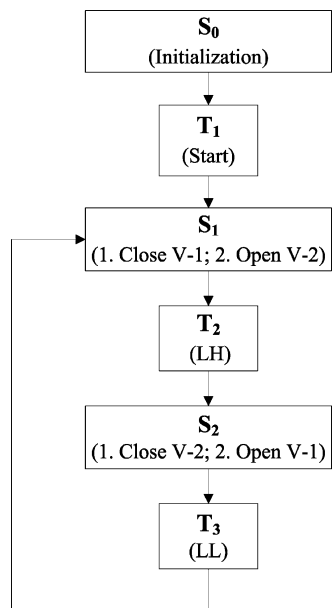 S0
(Initialization)
T1
(Start)
S1
(1. Close V-1; 2. Open V-2)
T2
(LH)
S2
(1. Close V-2; 2. Open V-1)
T3
(LL)